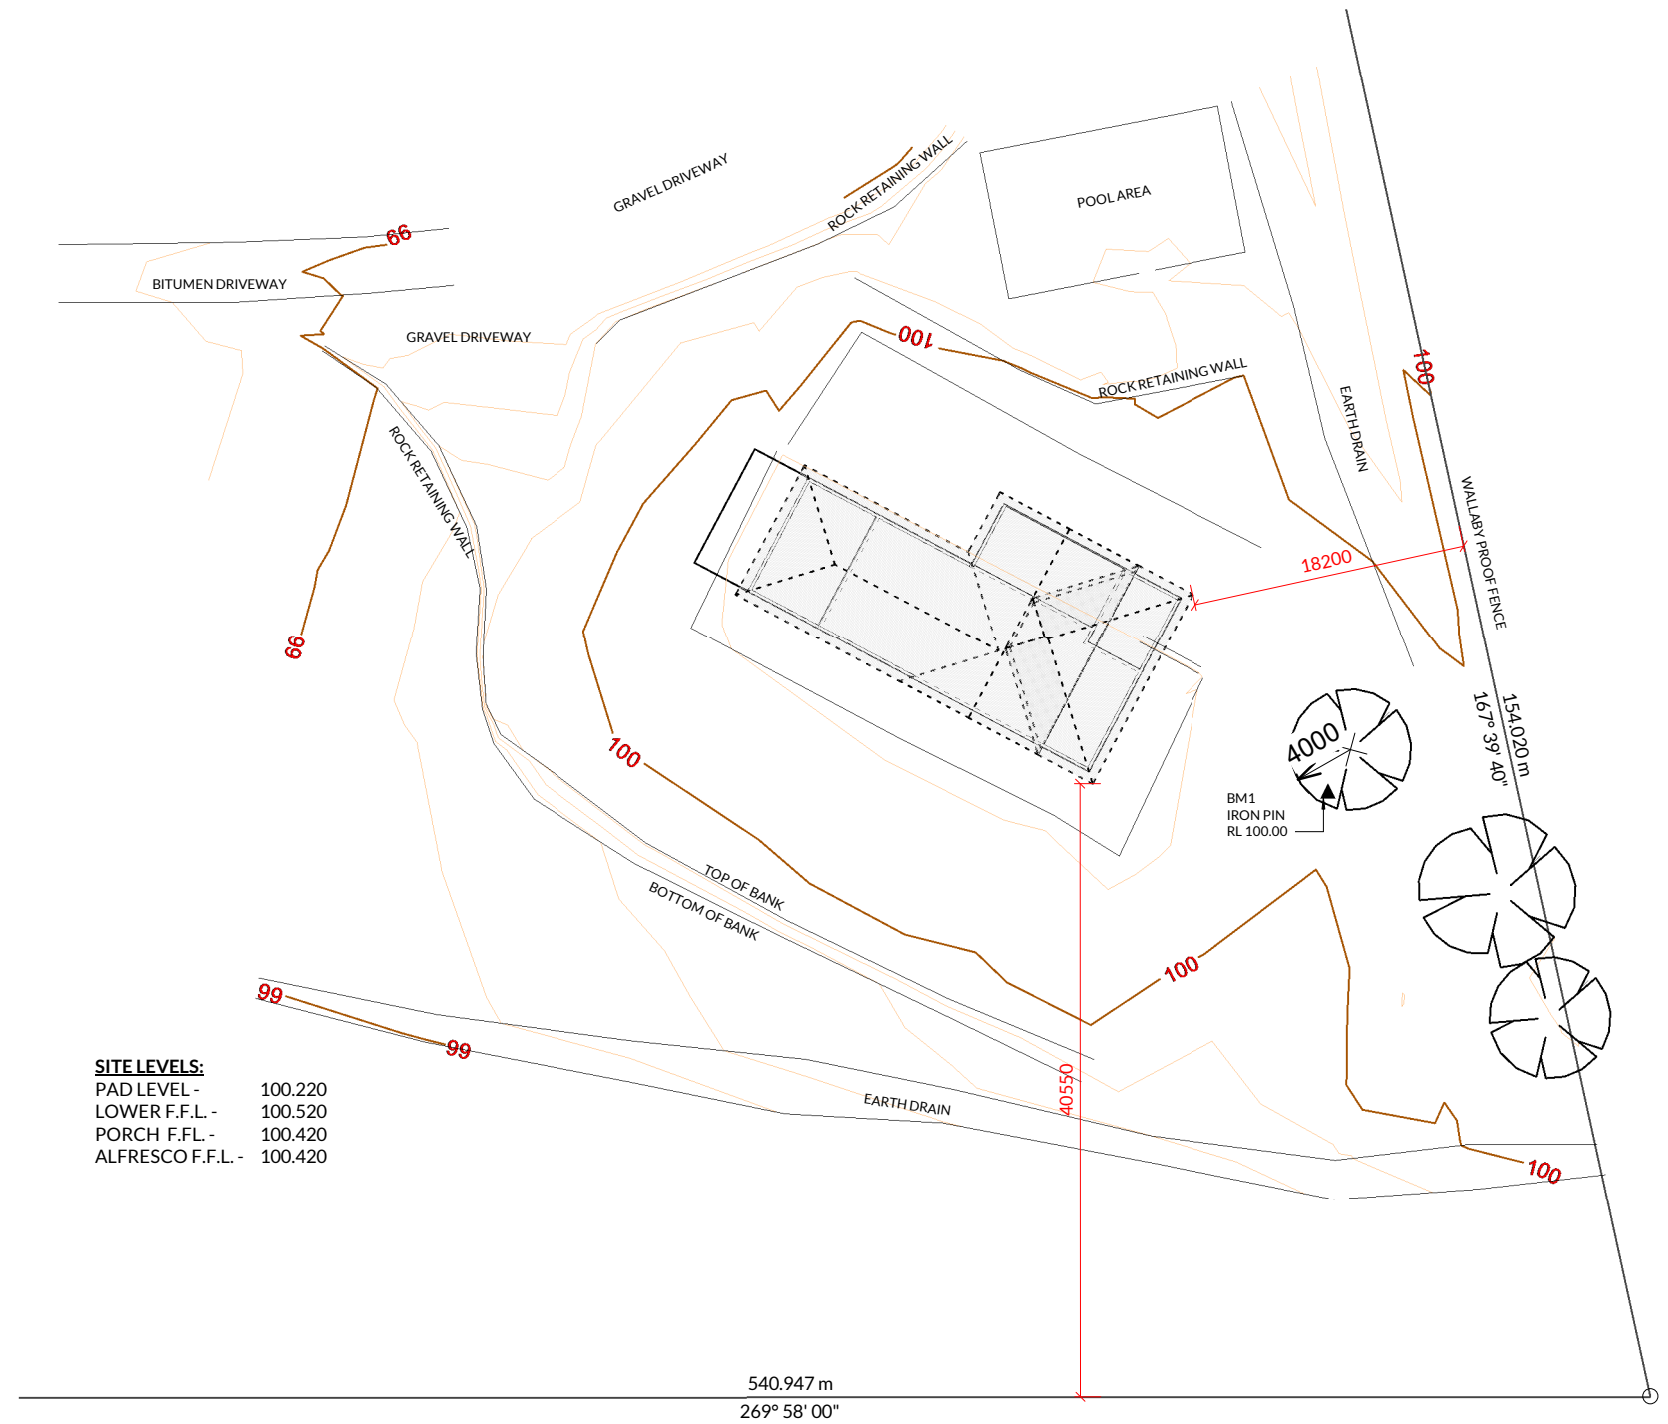 GRAVEL DRIVEWAY
ROCK RETAINING WALL
POOL AREA
99
BITUMEN DRIVEWAY
GRAVEL DRIVEWAY
100
ROCK RETAINING WALL
100
EARTH DRAIN
ROCK RETAINING WALL
WALLABY PROOF FENCE
18200
99
154.020 m
167° 39' 40"
100
4000
BM1
IRON PIN
RL 100.00
TOP OF BANK
BOTTOM OF BANK
100
99
99
SITE LEVELS:
PAD LEVEL - 100.220
LOWER F.F.L. - 100.520
PORCH F.FL. - 100.420
ALFRESCO F.F.L. - 100.420
40550
EARTH DRAIN
100
540.947 m
269° 58' 00"